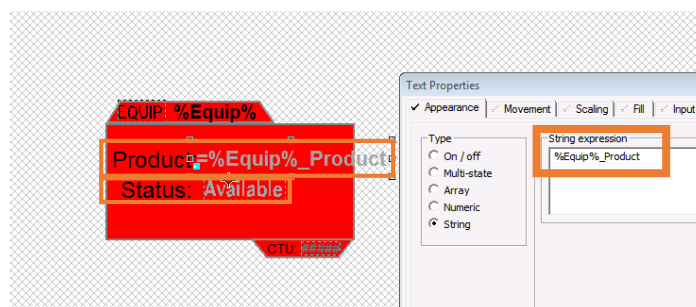 EQUIP: %Equip%
Product: =%Equip%_Product
Status: Available
CTU: #####
Text Properties
Appearance Movement Scaling Fill Input
Type
On / off
Multi-state
Array
Numeric
String
String expression
%Equip%_Product